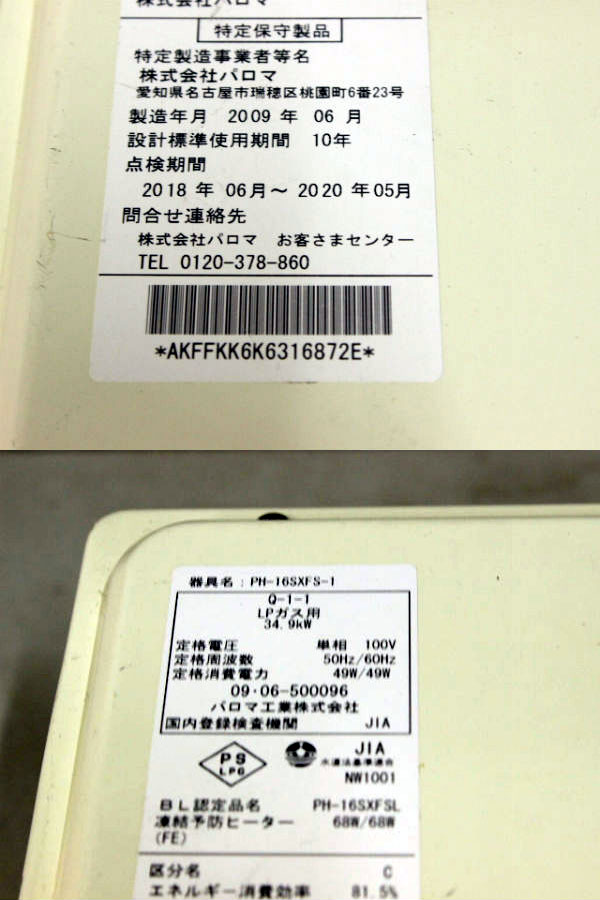 株式会社パロマ
特定保守製品
特定製造事業者等名
株式会社パロマ
愛知県名古屋市瑞穂区桃園町6番23号
製造年月 2009 年 06 月
設計標準使用期間 10年
点検期間
2018 年 06月〜 2020 年05月
問合せ連絡先
株式会社パロマ お客さまセンター
TEL 0120-378-860
*AKFFKK6K6316872E*
器具名:PH-16SXFS-1
Q-1-1
LPガス用
34.9kW
定格電圧 単相 100V
定格周波数 50Hz/60Hz
定格消費電力 49W/49W
09・06-500096
パロマ工業株式会社
国内登録検査機関 JIA
PS
LPG
JIA
水道法基準適合
NW1001
BL認定品名 PH-16SXFSL
凍結予防ヒーター 68W/68W
(FE)
区分名 C
エネルギー消費効率 81.5%